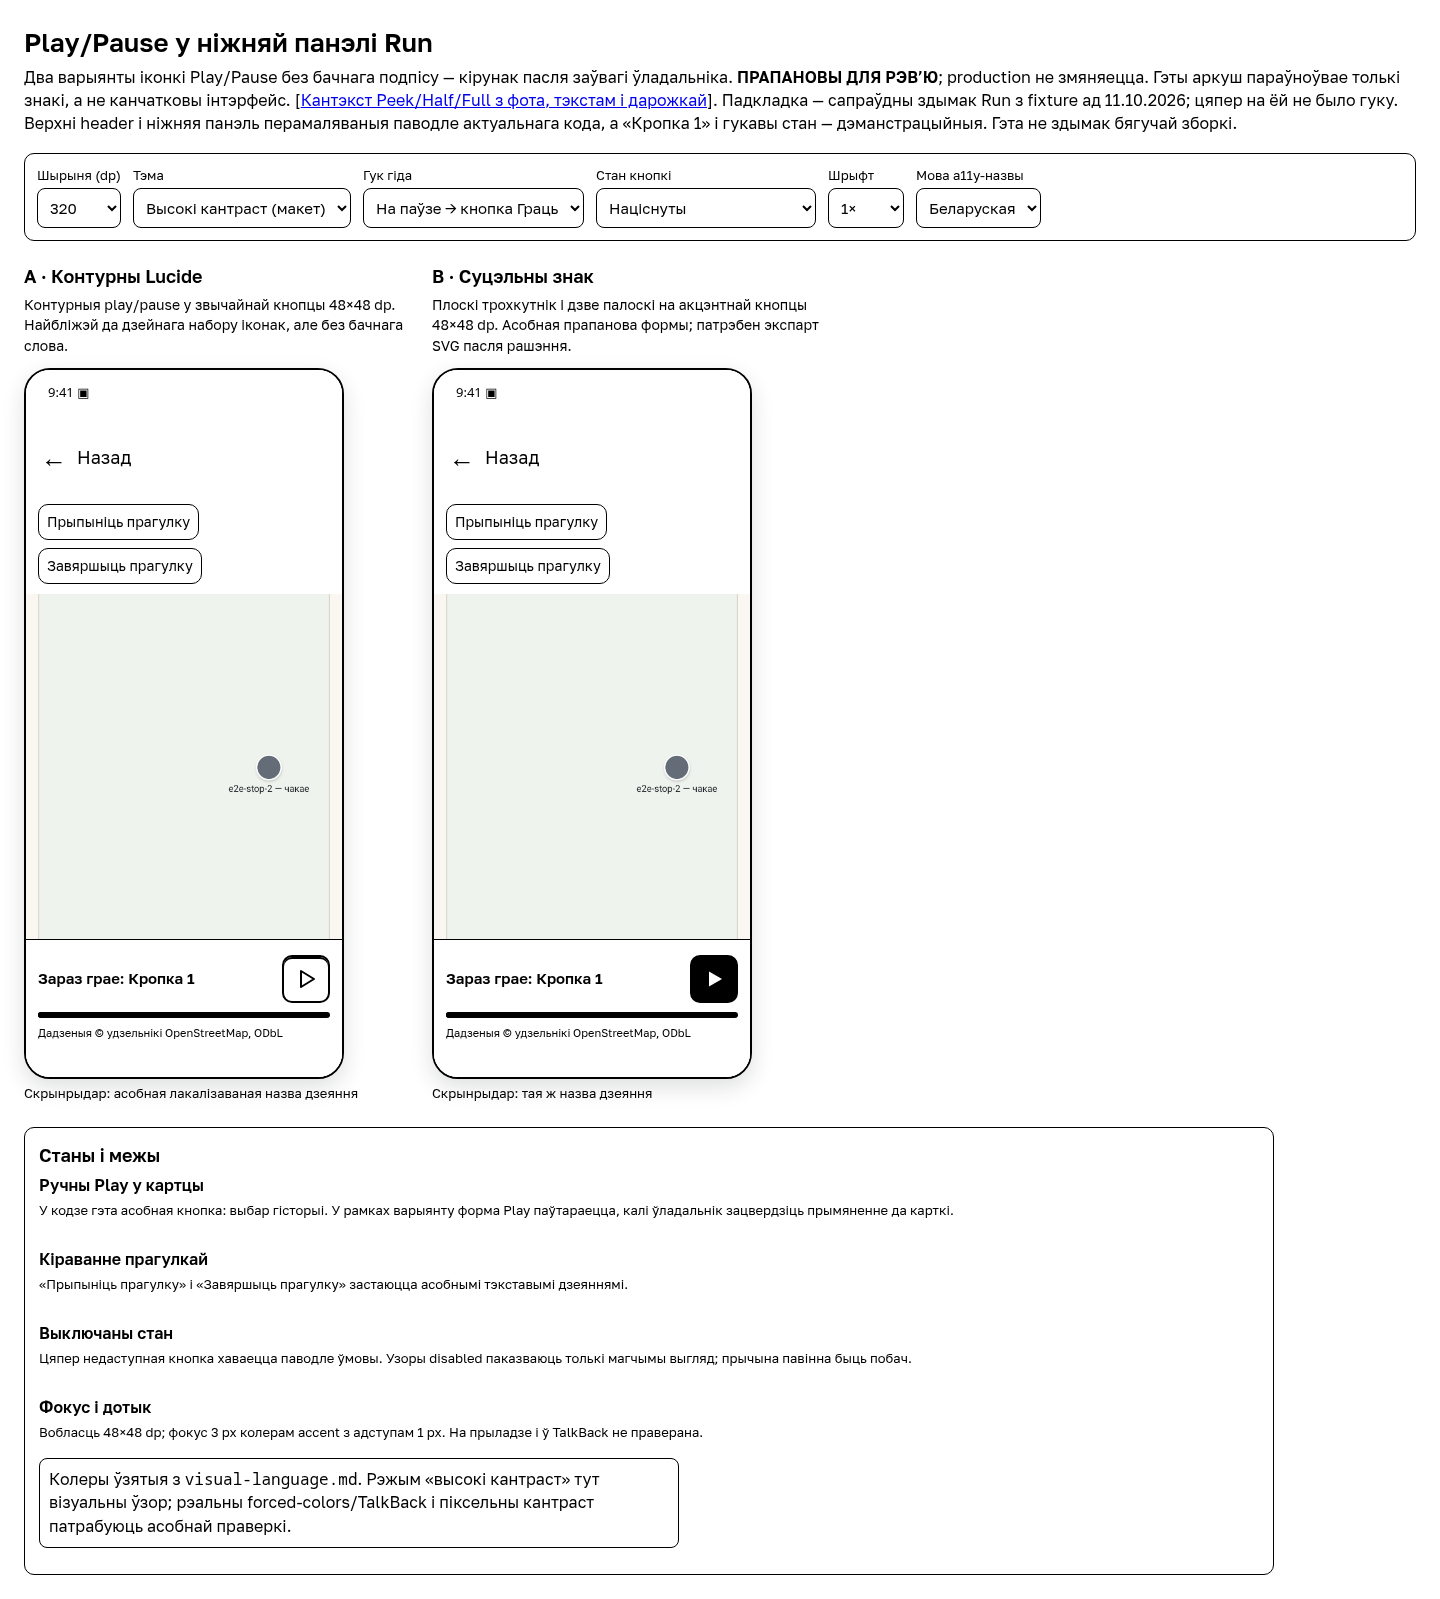 Play/Pause у ніжняй панэлі Run
Два варыянты іконкі Play/Pause без бачнага подпісу — кірунак пасля заўвагі ўладальніка. ПРАПАНОВЫ ДЛЯ РЭВ’Ю; production не змяняецца. Гэты аркуш параўноўвае толькі
знакі, а не канчатковы інтэрфейс. [Кантэкст Peek/Half/Full з фота, тэкстам і дарожкай]. Падкладка — сапраўдны здымак Run з fixture ад 11.10.2026; цяпер на ёй не было гуку.
Верхні header і ніжняя панэль перамаляваныя паводле актуальнага кода, а «Кропка 1» і гукавы стан — дэманстрацыйныя. Гэта не здымак бягучай зборкі.
Шырыня (dp) Тэма Гук гіда Стан кнопкі Шрыфт Мова a11y-назвы
320 Высокі кантраст (макет) На паўзе → кнопка Граць Націснуты 1× Беларуская
A · Контурны Lucide
Контурныя play/pause у звычайнай кнопцы 48×48 dp.
Найбліжэй да дзейнага набору іконак, але без бачнага
слова.
9:41 ▣
← Назад
Прыпыніць прагулку
Завяршыць прагулку
e2e-stop-2 — чакае
Зараз грае: Кропка 1
Дадзеныя © удзельнікі OpenStreetMap, ODbL
Скрынрыдар: асобная лакалізаваная назва дзеяння
B · Суцэльны знак
Плоскі трохкутнік і дзве палоскі на акцэнтнай кнопцы
48×48 dp. Асобная прапанова формы; патрэбен экспарт
SVG пасля рашэння.
9:41 ▣
← Назад
Прыпыніць прагулку
Завяршыць прагулку
e2e-stop-2 — чакае
Зараз грае: Кропка 1
Дадзеныя © удзельнікі OpenStreetMap, ODbL
Скрынрыдар: тая ж назва дзеяння
Станы і межы
Ручны Play у картцы
У кодзе гэта асобная кнопка: выбар гісторыі. У рамках варыянту форма Play паўтараецца, калі ўладальнік зацвердзіць прымяненне да карткі.
Кіраванне прагулкай
«Прыпыніць прагулку» і «Завяршыць прагулку» застаюцца асобнымі тэкставымі дзеяннямі.
Выключаны стан
Цяпер недаступная кнопка хаваецца паводле ўмовы. Узоры disabled паказваюць толькі магчымы выгляд; прычына павінна быць побач.
Фокус і дотык
Вобласць 48×48 dp; фокус 3 px колерам accent з адступам 1 px. На прыладзе і ў TalkBack не праверана.
Колеры ўзятыя з visual-language.md. Рэжым «высокі кантраст» тут
візуальны ўзор; рэальны forced-colors/TalkBack і піксельны кантраст
патрабуюць асобнай праверкі.